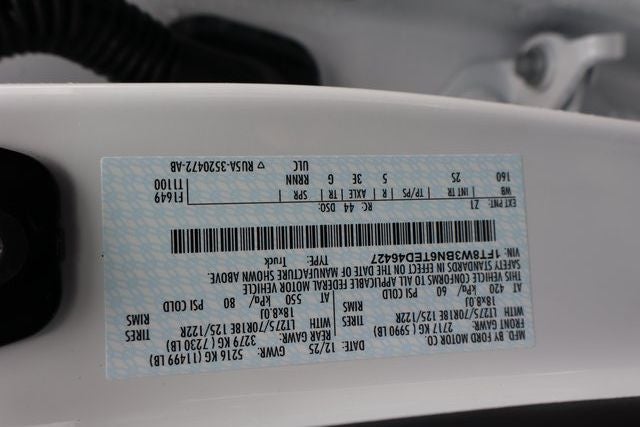 MFD. BY FORD MOTOR CO
DATE: 12/25 GVWR: 5216 KG (11499 LB)
FRONT GAWR: 2717 KG (5990 LB) REAR GAWR: 3279 KG (7230 LB)
WITH LT275/70R18E 125/122R TIRES WITH LT275/70R18E 125/122R TIRES
18x8.0J RIMS 18x8.0J RIMS
AT 420 kPa/ 60 PSI COLD AT 550 kPa/ 80 PSI COLD
THIS VEHICLE CONFORMS TO ALL APPLICABLE FEDERAL MOTOR VEHICLE
SAFETY STANDARDS IN EFFECT ON THE DATE OF MANUFACTURE SHOWN ABOVE.
VIN: 1FT8W3BN6TED46427 TYPE: Truck
EXT PNT: Z1 RC: 44 DSO: F1649
WB INT TR TP/PS R AXLE TR SPR T1100
160 2S 5 3E G RRNN
ULC ▽ RU5A-3520472-AB